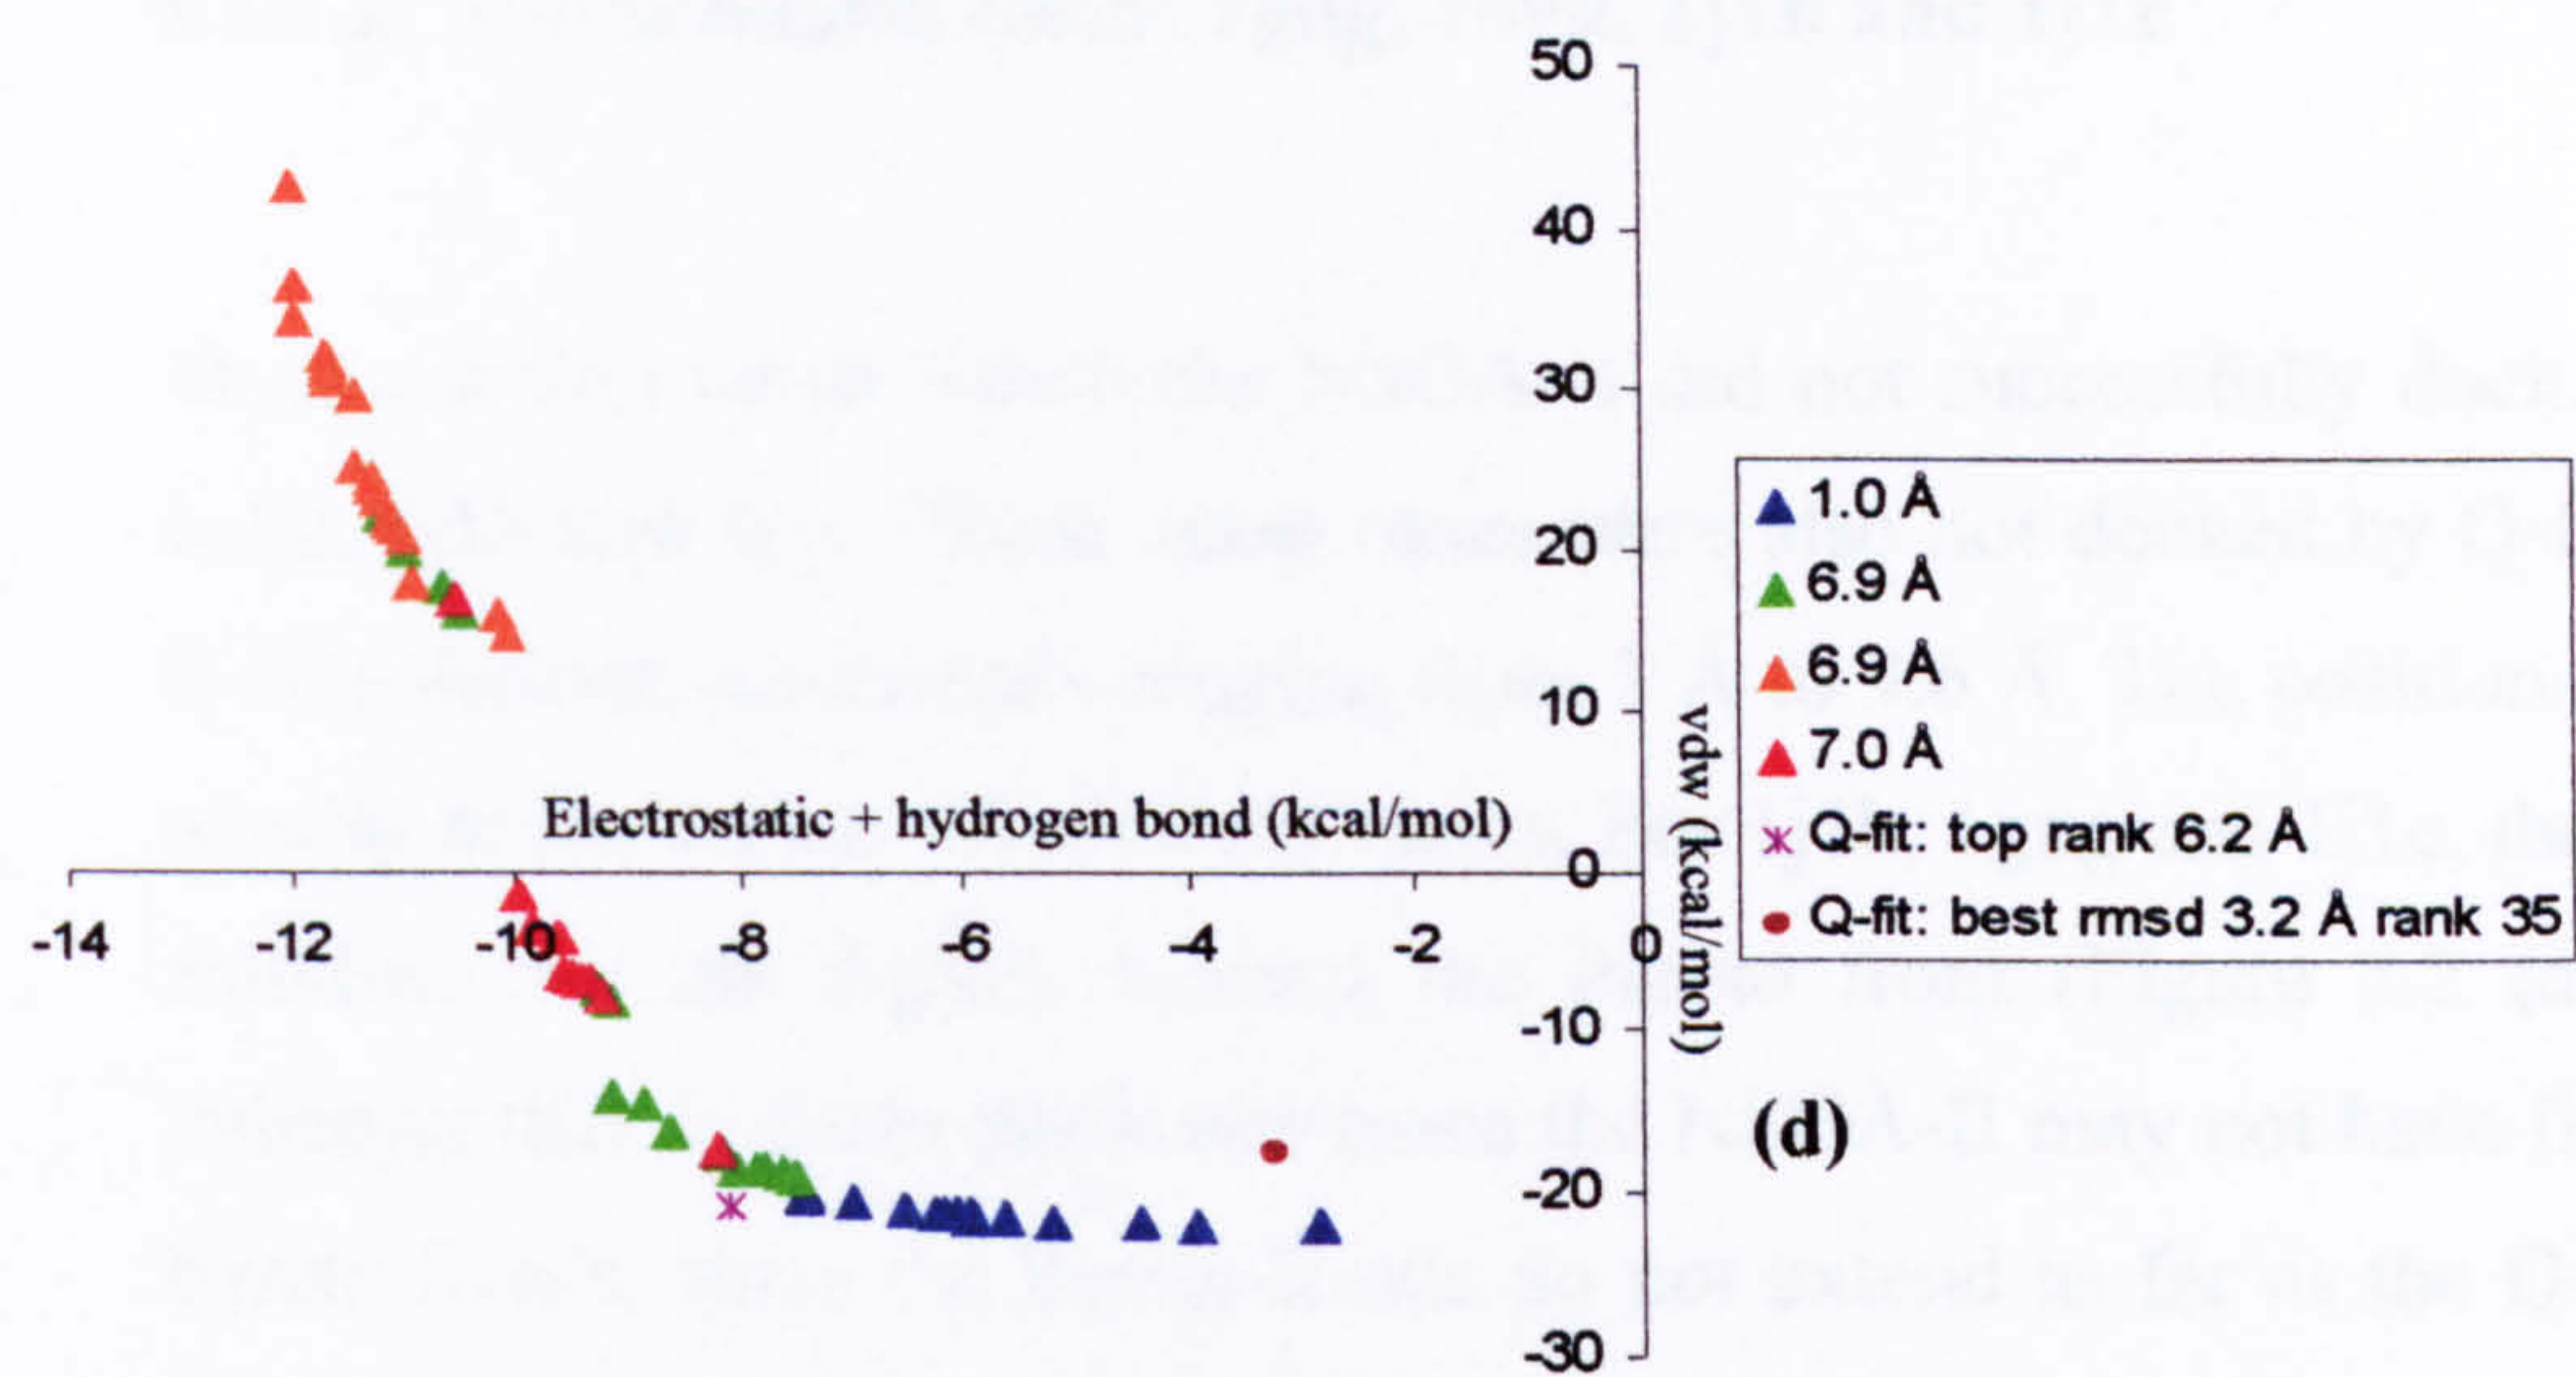 50
40
30
20
10
0
-10
-20
-30
Electrostatic + hydrogen bond (kcal/mol)
-14 -12 -10 -8 -6 -4 -2 0
vdw (kcal/mol)
1.0 Å
6.9 Å
6.9 Å
7.0 Å
Q-fit: top rank 6.2 Å
Q-fit: best rmsd 3.2 Å rank 35
(d)